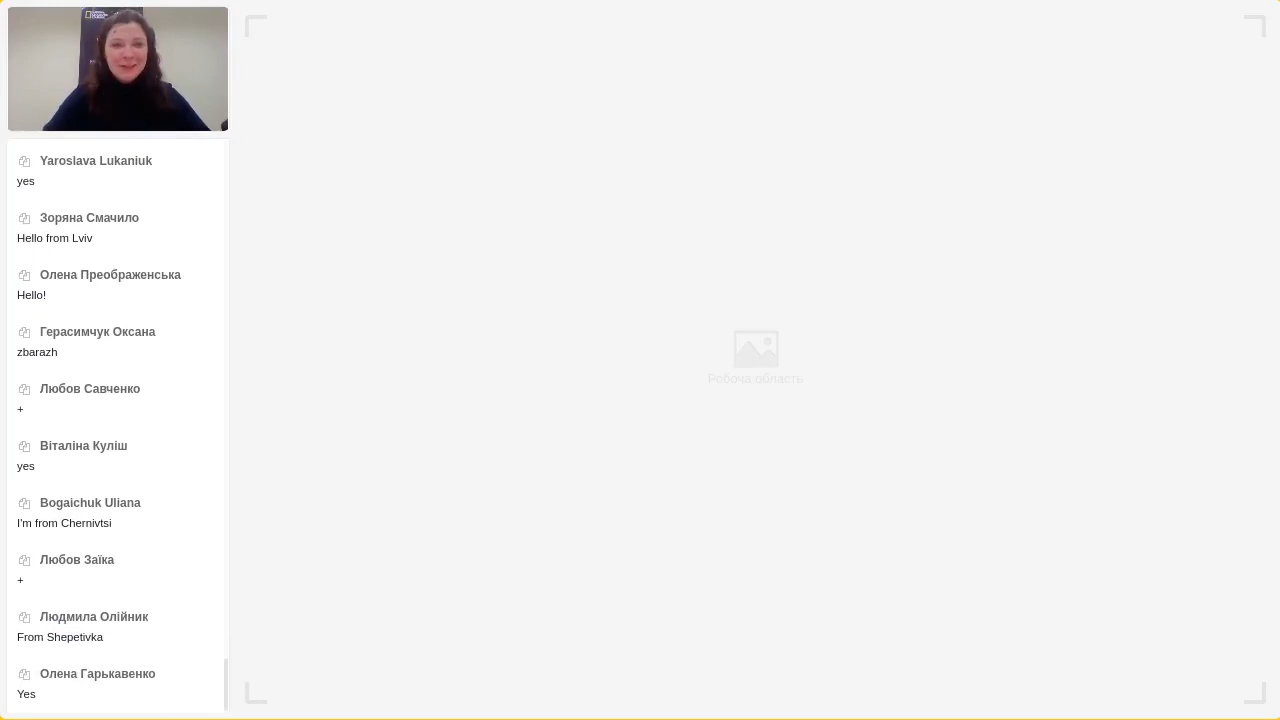 Yaroslava Lukaniuk
yes
Зоряна Смачило
Hello from Lviv
Олена Преображенська
Hello!
Герасимчук Оксана
zbarazh
Любов Савченко
+
Віталіна Куліш
yes
Bogaichuk Uliana
I'm from Chernivtsi
Любов Заїка
+
Людмила Олійник
From Shepetivka
Олена Гарькавенко
Yes
Робоча область